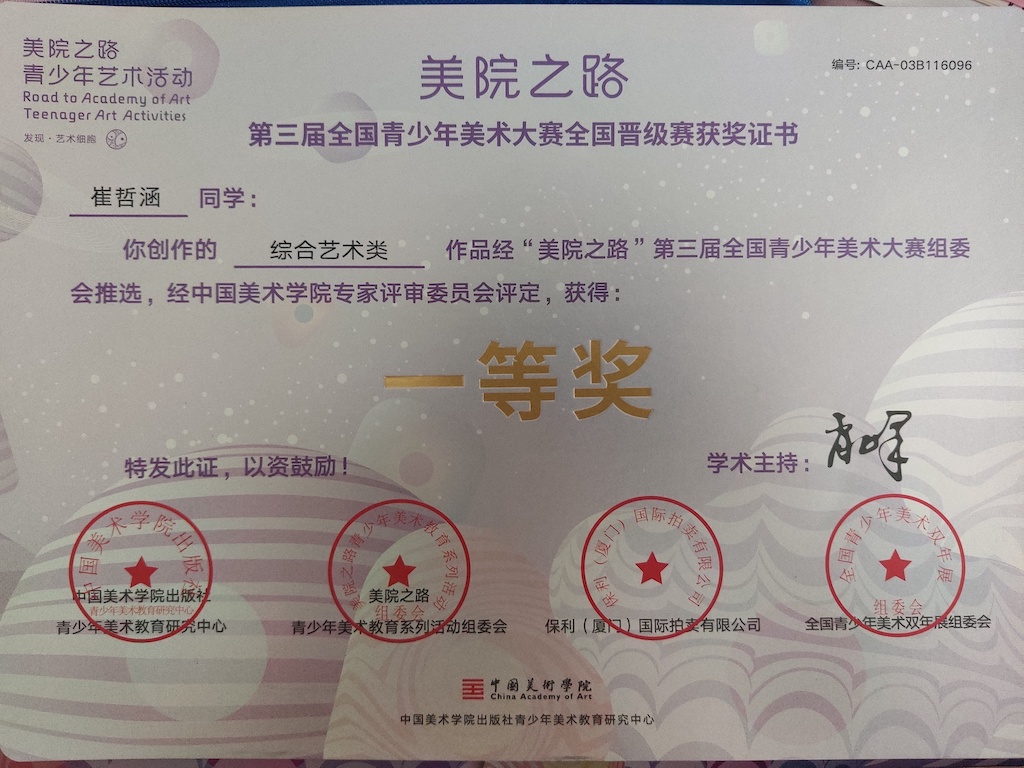 美院之路
青少年艺术活动
Road to Academy of Art
Teenager Art Activities
发现·艺术细胞
编号: CAA-03B116096
美院之路
第三届全国青少年美术大赛全国晋级赛获奖证书
崔哲涵 同学：
你创作的 综合艺术类 作品经“美院之路”第三届全国青少年美术大赛组委
会推选，经中国美术学院专家评审委员会评定，获得：
一等奖
特发此证，以资鼓励！
学术主持：
中国美术学院出版社
青少年美术教育研究中心
中国美术学院出版社
青少年美术教育研究中心
美院之路青少年美术教育系列活动
组委会
美院之路
青少年美术教育系列活动组委会
保利（厦门）国际拍卖有限公司
保利（厦门）国际拍卖有限公司
全国青少年美术双年展
组委会
全国青少年美术双年展组委会
中国美術学院
China Academy of Art
中国美术学院出版社青少年美术教育研究中心